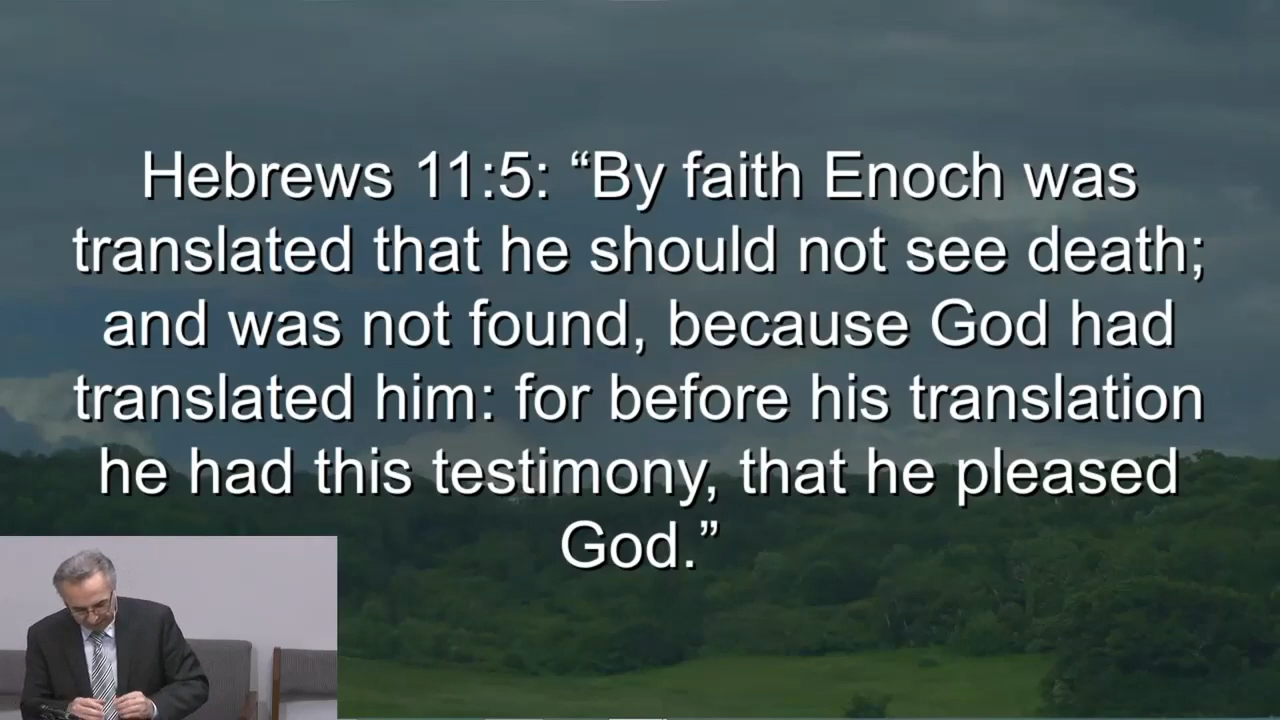 Hebrews 11:5: “By faith Enoch was
translated that he should not see death;
and was not found, because God had
translated him: for before his translation
he had this testimony, that he pleased
God.”